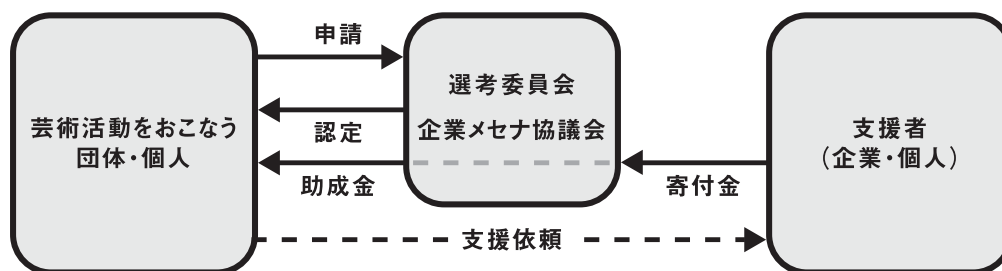 芸術活動をおこなう
団体・個人
申請
認定
助成金
選考委員会
企業メセナ協議会
寄付金
支援依頼
支援者
(企業・個人)